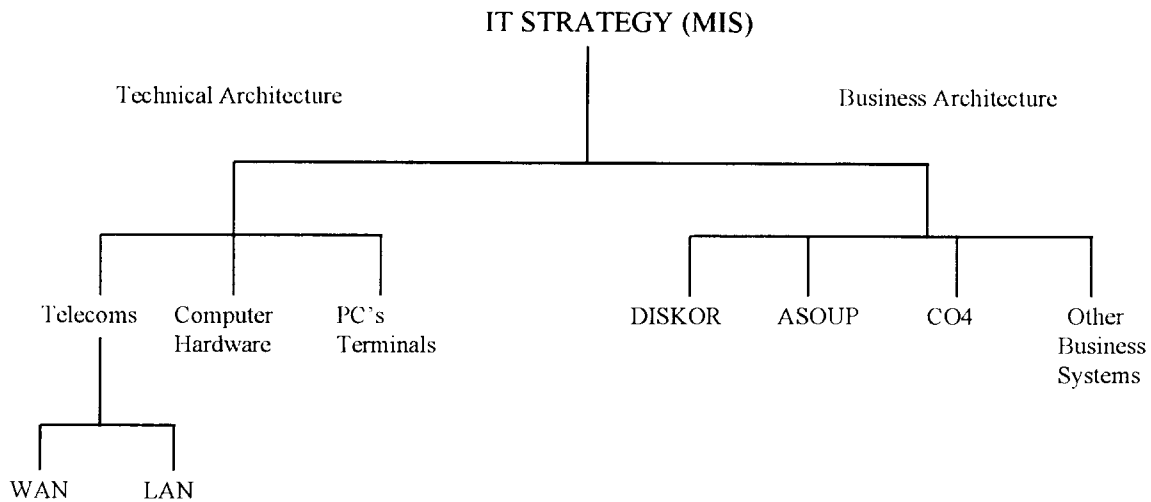 IT STRATEGY (MIS)
Technical Architecture
Business Architecture
Telecoms
Computer
Hardware
PC's
Terminals
DISKOR
ASOUP
CO4
Other
Business
Systems
WAN
LAN